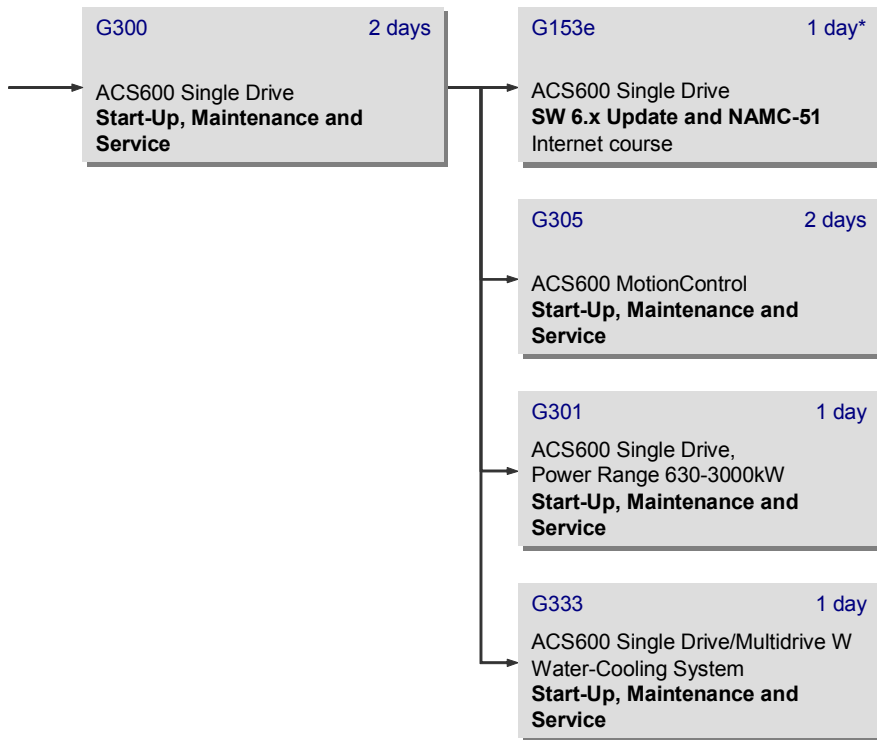 G300 2 days
ACS600 Single Drive
Start-Up, Maintenance and
Service
G153e 1 day*
ACS600 Single Drive
SW 6.x Update and NAMC-51
Internet course
G305 2 days
ACS600 MotionControl
Start-Up, Maintenance and
Service
G301 1 day
ACS600 Single Drive,
Power Range 630-3000kW
Start-Up, Maintenance and
Service
G333 1 day
ACS600 Single Drive/Multidrive W
Water-Cooling System
Start-Up, Maintenance and
Service